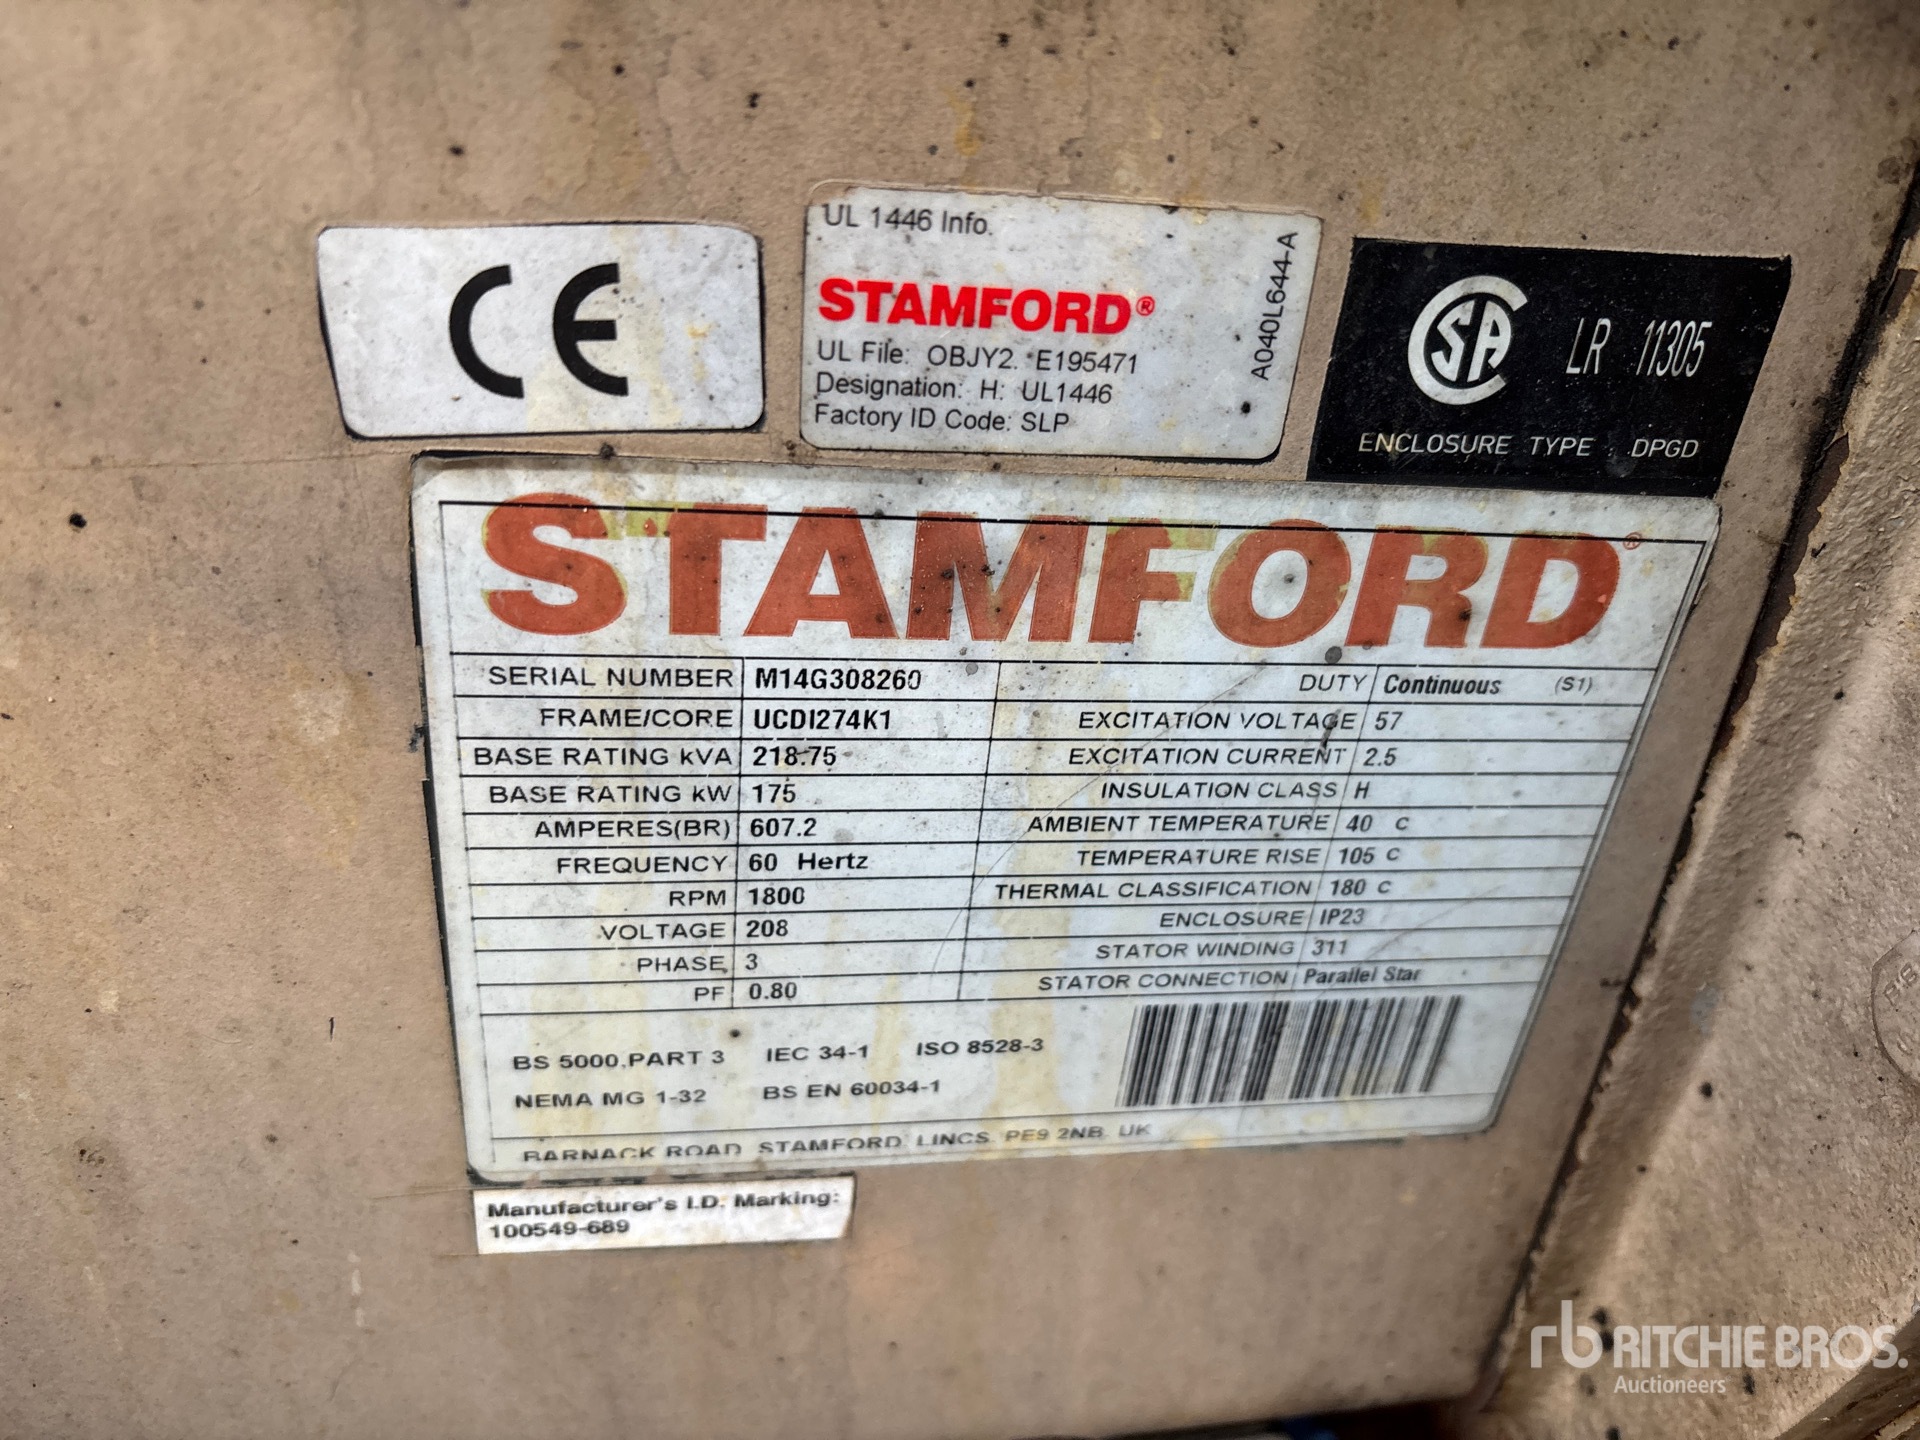 CE
UL 1446 Info.
STAMFORD®
UL File: OBJY2. E195471
Designation: H: UL1446
Factory ID Code: SLP
A040L644-A
CSA LR 11305
ENCLOSURE TYPE DPGD
STAMFORD®
SERIAL NUMBER M14G308260 DUTY Continuous (S1)
FRAME/CORE UCDI274K1 EXCITATION VOLTAGE 57
BASE RATING kVA 218.75 EXCITATION CURRENT 2.5
BASE RATING kW 175 INSULATION CLASS H
AMPERES(BR) 607.2 AMBIENT TEMPERATURE 40 C
FREQUENCY 60 Hertz TEMPERATURE RISE 105 C
RPM 1800 THERMAL CLASSIFICATION 180 C
VOLTAGE 208 ENCLOSURE IP23
PHASE 3 STATOR WINDING 311
PF 0.80 STATOR CONNECTION Parallel Star
BS 5000.PART 3 IEC 34-1 ISO 8528-3
NEMA MG 1-32 BS EN 60034-1
BARNACK ROAD STAMFORD LINCS PE9 2NB UK
Manufacturer's I.D. Marking:
100549-689
rb RITCHIE BROS.
Auctioneers